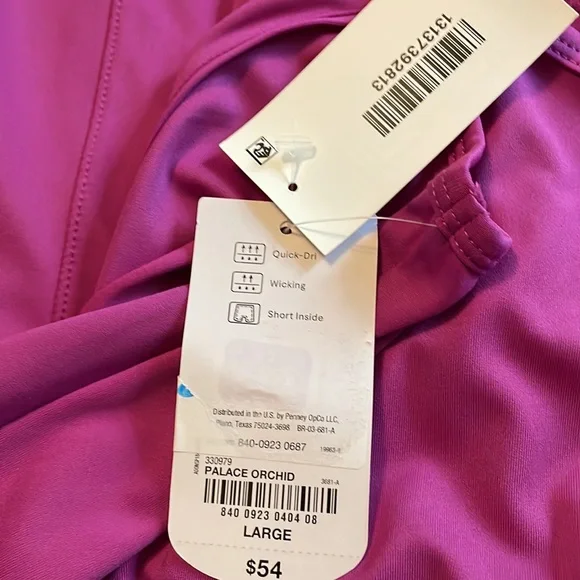 13137392813
Quick-Dri
Wicking
Short Inside
Distributed in the U.S. by Penney OpCo LLC,
Plano, Texas 75024-3698 BR-03-681-A
840-0923 0687
330979
PALACE ORCHID
3681-A
840 0923 0404 08
LARGE
$54